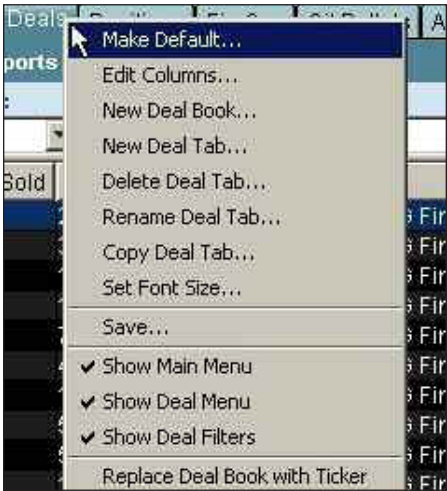 Deals
ports
Make Default...
Edit Columns...
New Deal Book...
New Deal Tab...
Sold
Delete Deal Tab...
Rename Deal Tab...
Copy Deal Tab...
Set Font Size...
Save...
Show Main Menu
Show Deal Menu
Show Deal Filters
Replace Deal Book with Ticker